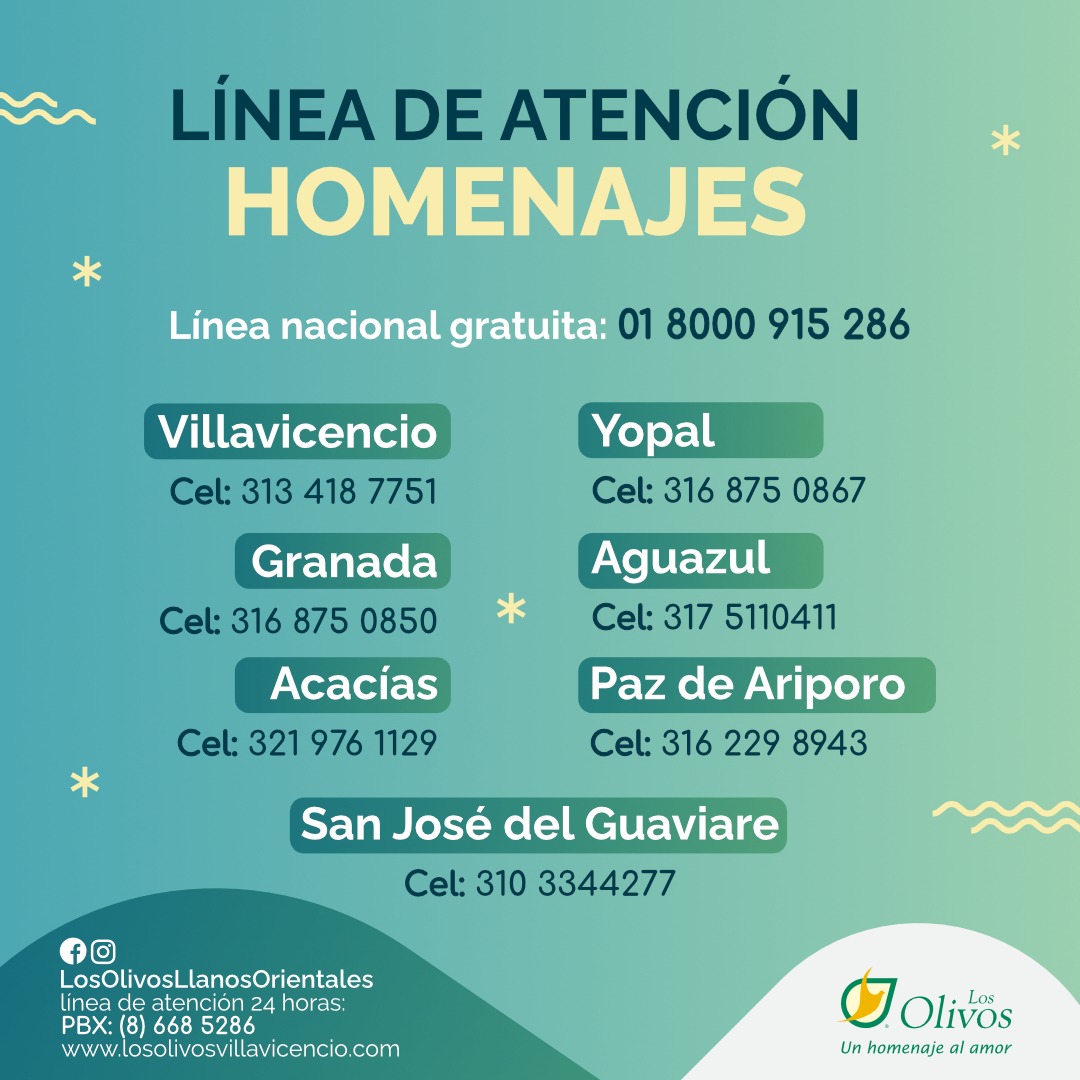 LÍNEA DE ATENCIÓN
HOMENAJES
Línea nacional gratuita: 01 8000 915 286
Villavicencio
Cel: 313 418 7751
Yopal
Cel: 316 875 0867
Granada
Cel: 316 875 0850
Aguazul
Cel: 317 5110411
Acacías
Cel: 321 976 1129
Paz de Ariporo
Cel: 316 229 8943
San José del Guaviare
Cel: 310 3344277
LosOlivosLlanosOrientales
línea de atención 24 horas:
PBX: (8) 668 5286
www.losolivosvillavicencio.com
Los
Olivos
Un homenaje al amor